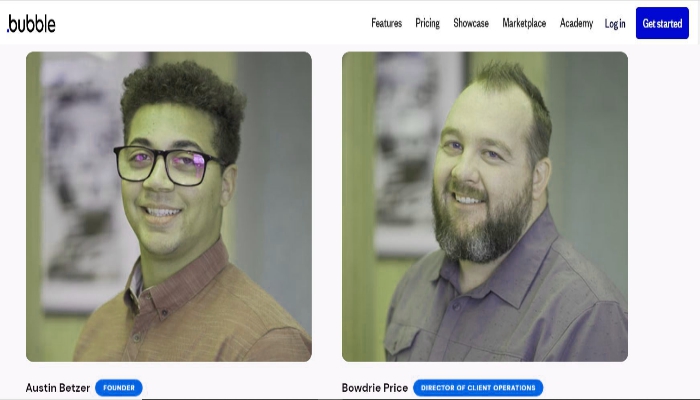 .bubble Features Pricing Showcase Marketplace Academy Log in Get started
Austin Betzer FOUNDER Bowdrie Price DIRECTOR OF CLIENT OPERATIONS